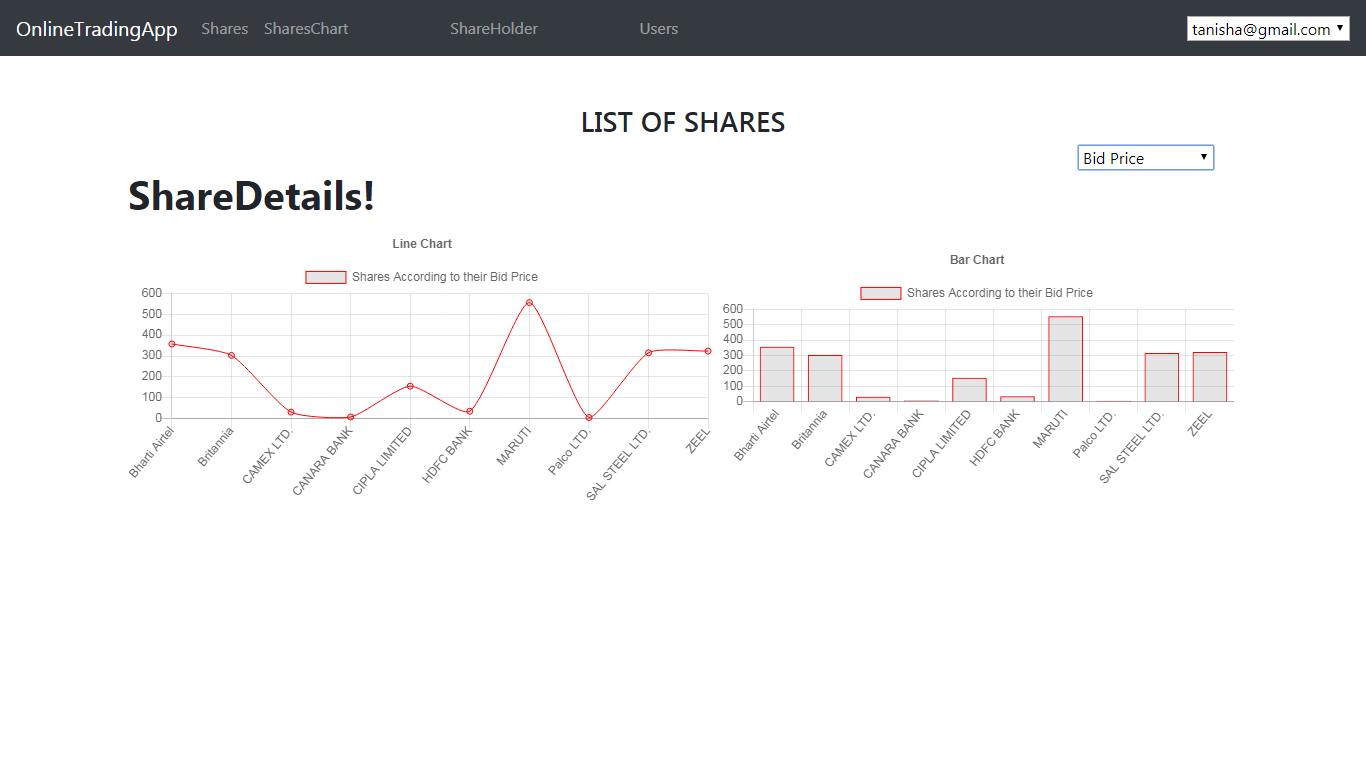 OnlineTradingApp Shares SharesChart ShareHolder Users tanisha@gmail.com
LIST OF SHARES
Bid Price
ShareDetails!
Line Chart
Shares According to their Bid Price
600
500
400
300
200
100
0
Bharti Airtel
Britannia
CAMEX LTD.
CANARA BANK
CIPLA LIMITED
HDFC BANK
MARUTI
Palco LTD.
SAL STEEL LTD.
ZEEL
Bar Chart
Shares According to their Bid Price
600
500
400
300
200
100
0
Bharti Airtel
Britannia
CAMEX LTD.
CANARA BANK
CIPLA LIMITED
HDFC BANK
MARUTI
Palco LTD.
SAL STEEL LTD.
ZEEL